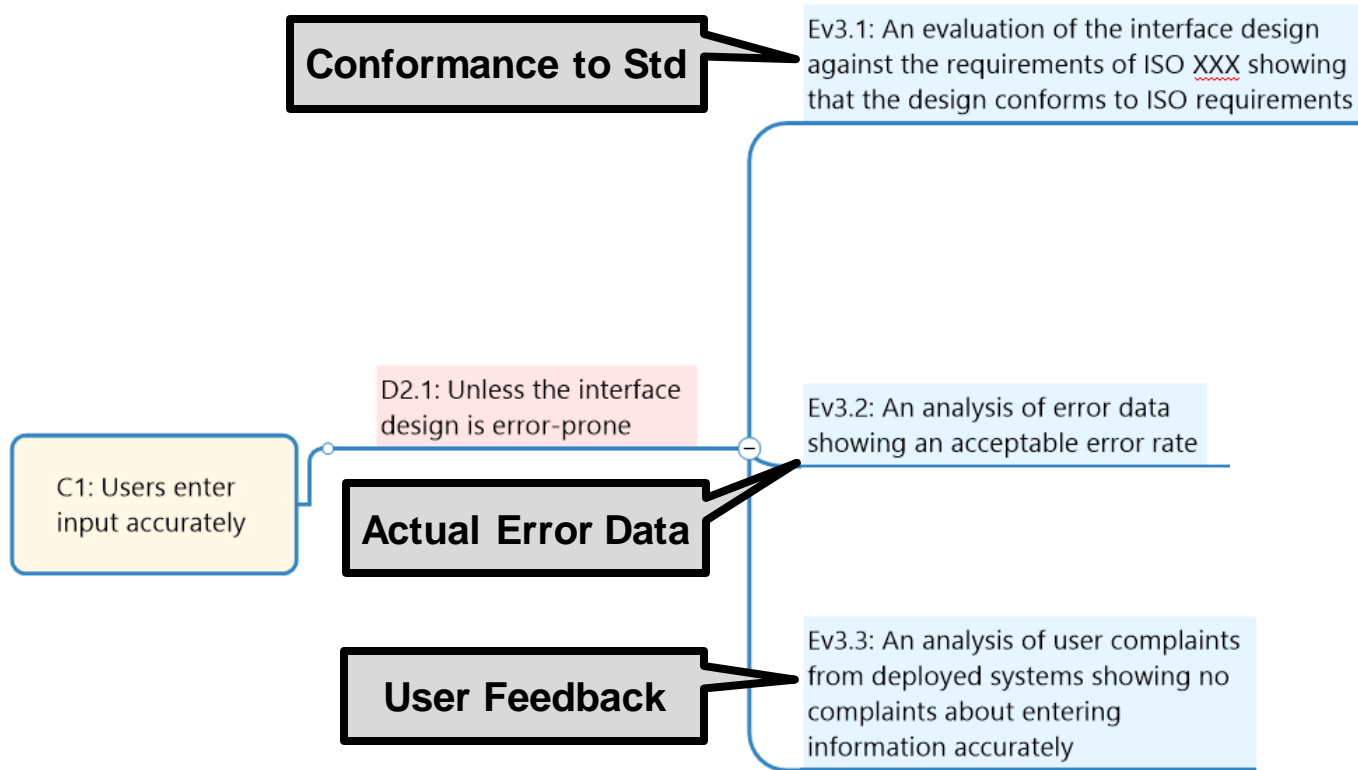 Conformance to Std
Ev3.1: An evaluation of the interface design
against the requirements of ISO XXX showing
that the design conforms to ISO requirements
D2.1: Unless the interface
design is error-prone
C1: Users enter
input accurately
Ev3.2: An analysis of error data
showing an acceptable error rate
Actual Error Data
User Feedback
Ev3.3: An analysis of user complaints
from deployed systems showing no
complaints about entering
information accurately